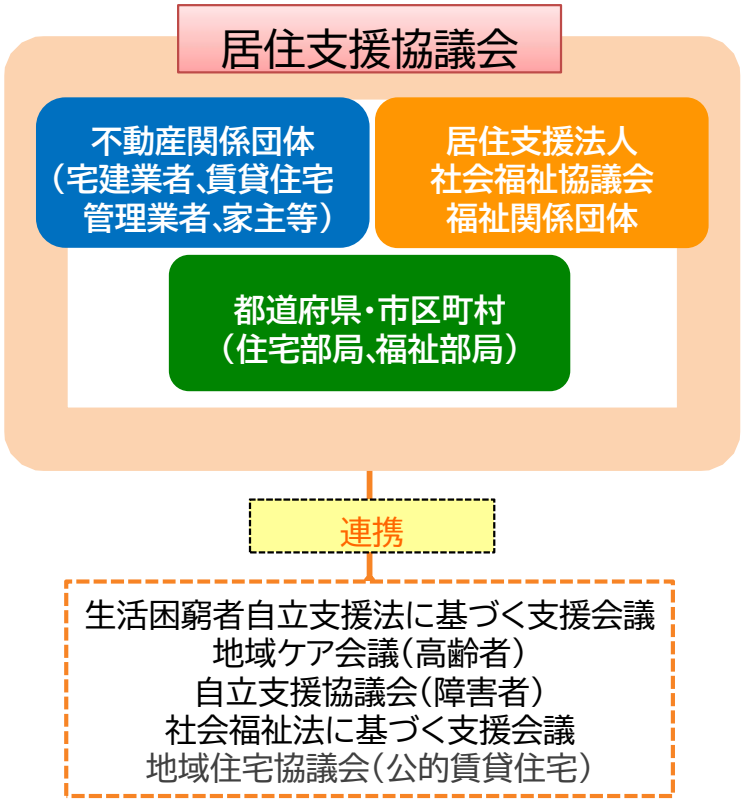 居住支援協議会
不動産関係団体
（宅建業者、賃貸住宅
管理業者、家主等）
居住支援法人
社会福祉協議会
福祉関係団体
都道府県・市区町村
（住宅部局、福祉部局）
連携
生活困窮者自立支援法に基づく支援会議
地域ケア会議（高齢者）
自立支援協議会（障害者）
社会福祉法に基づく支援会議
地域住宅協議会（公的賃貸住宅）